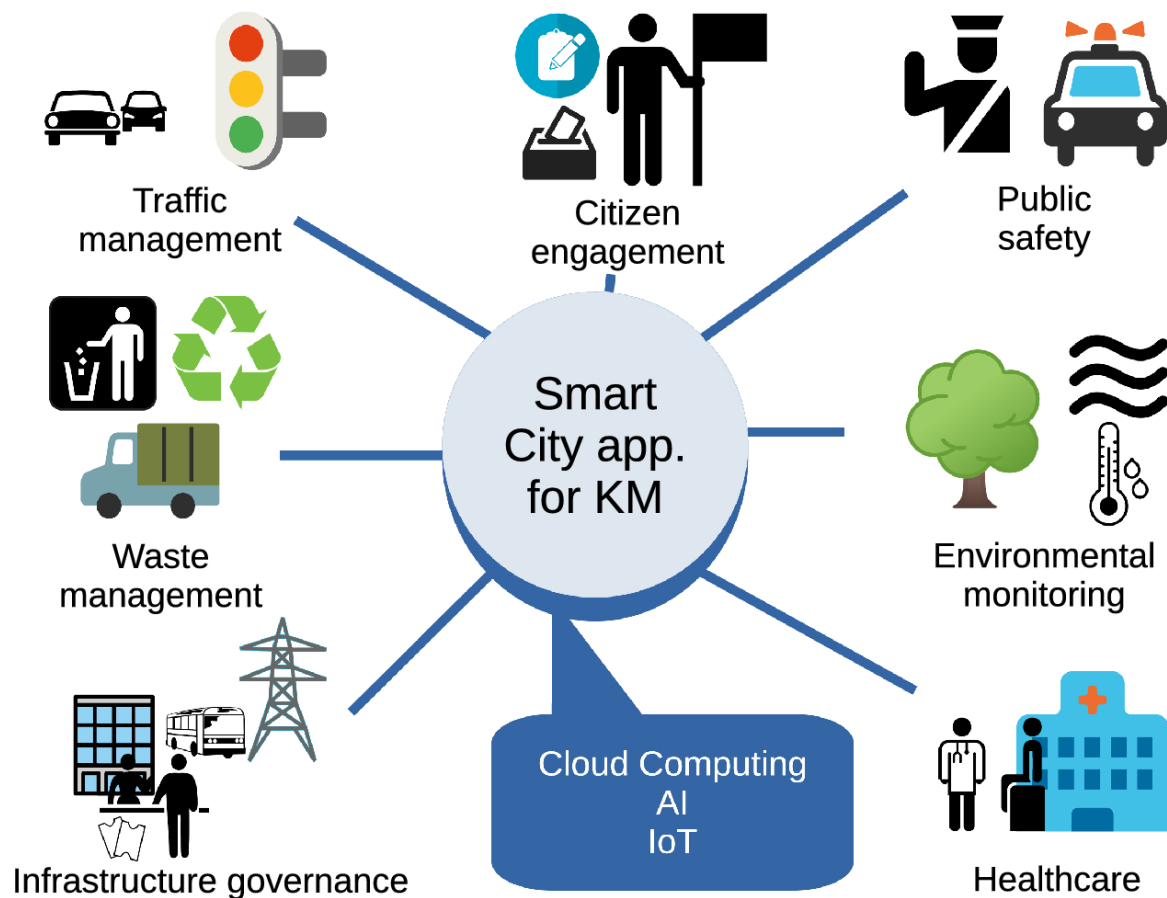 Traffic
management
Citizen
engagement
Public
safety
Smart
City app.
for KM
Waste
management
Environmental
monitoring
Cloud Computing
AI
IoT
Infrastructure governance
Healthcare